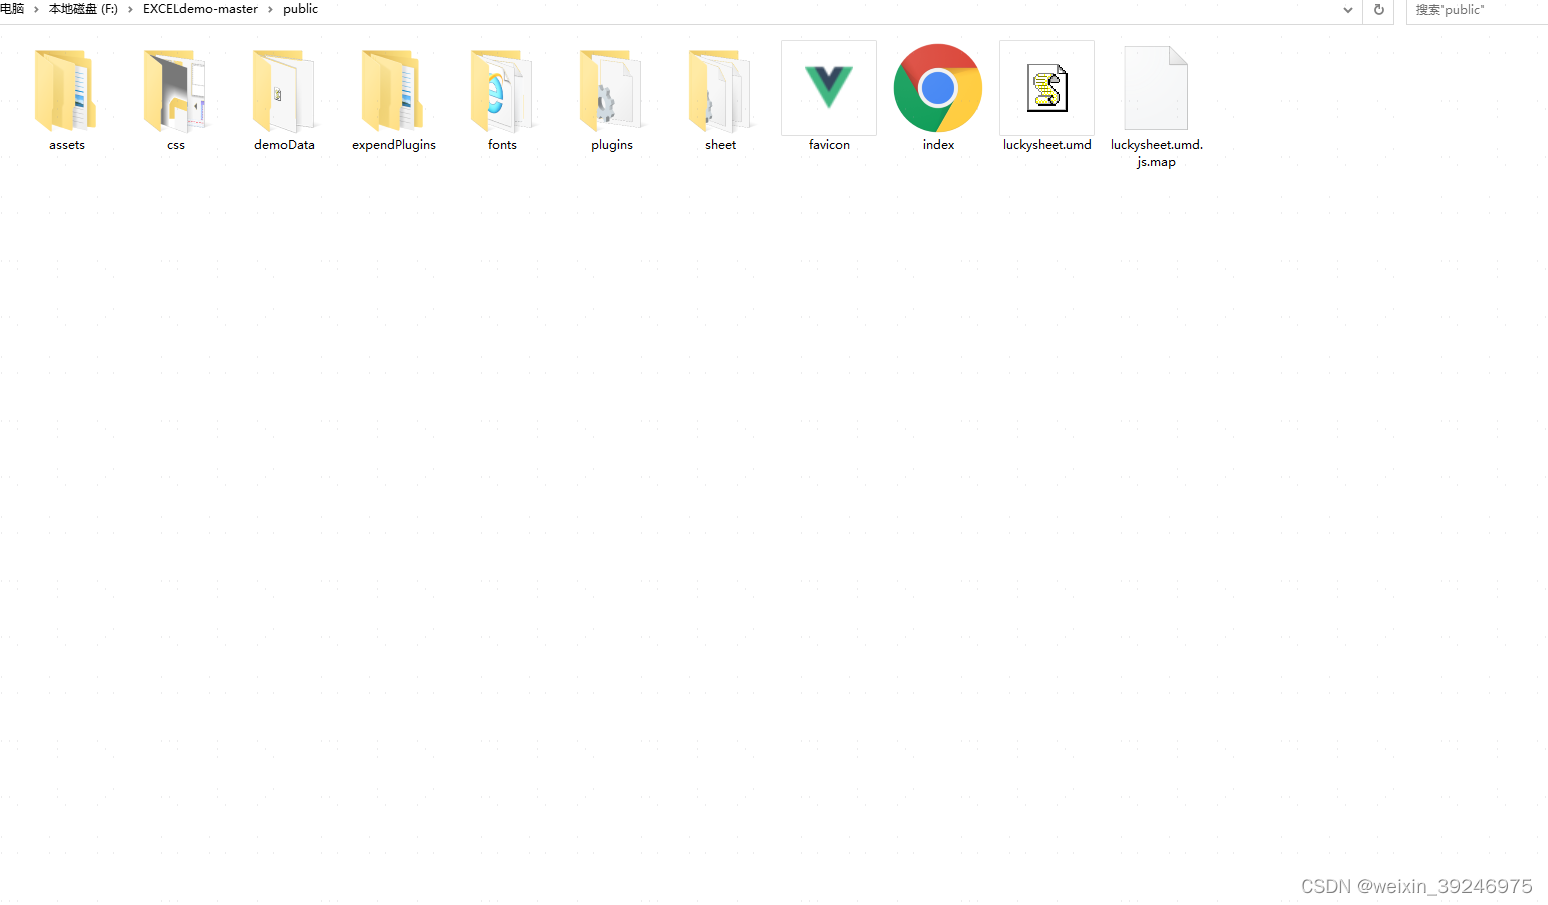 电脑 › 本地磁盘 (F:) › EXCELdemo-master › public
搜索"public"
assets
css
demoData
expendPlugins
fonts
plugins
sheet
favicon
index
luckysheet.umd
luckysheet.umd.
js.map
CSDN @weixin_39246975